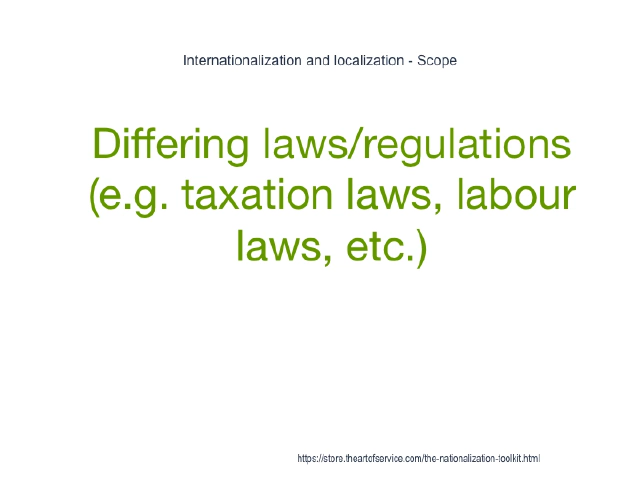 Internationalization and localization - Scope
Differing laws/regulations
(e.g. taxation laws, labour
laws, etc.)
https://store.theartofservice.com/the-nationalization-toolkit.html